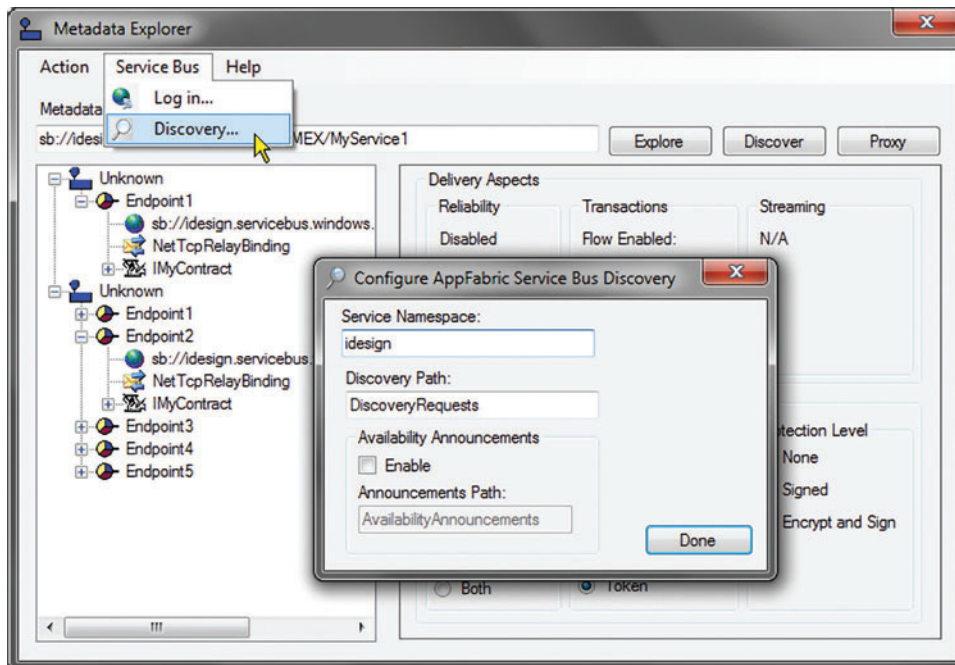 Metadata Explorer
Action Service Bus Help
Log in...
Metadata
Discovery...
sb://idesi MEX/MyService1
Explore
Discover
Proxy
Unknown
Endpoint1
sb://idesign.servicebus.windows.
NetTcpRelayBinding
IMyContract
Unknown
Endpoint1
Endpoint2
sb://idesign.servicebus.
NetTcpRelayBinding
IMyContract
Endpoint3
Endpoint4
Endpoint5
Delivery Aspects
Reliability
Disabled
Transactions
Flow Enabled:
Streaming
N/A
Configure AppFabric Service Bus Discovery
Service Namespace:
idesign
Discovery Path:
DiscoveryRequests
Availability Announcements
Enable
Announcements Path:
AvailabilityAnnouncements
Done
tection Level
None
Signed
Encrypt and Sign
Both
Token